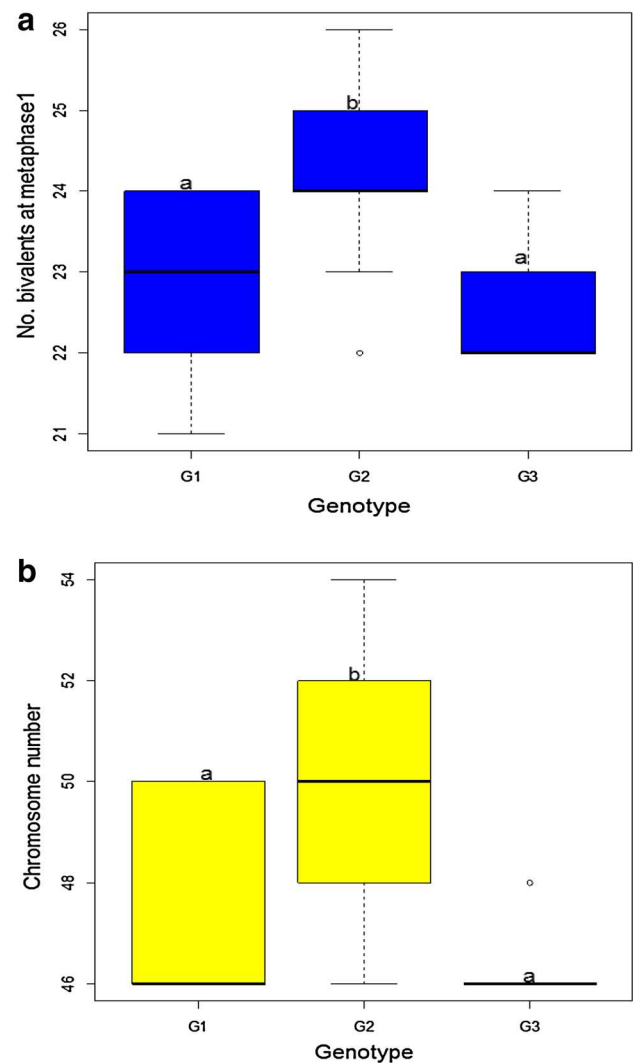 a
No. bivalents at metaphase1
26
25
24
23
22
21
a
b
a
G1 G2 G3
Genotype
b
Chromosome number
54
52
50
48
46
a
b
a
G1 G2 G3
Genotype